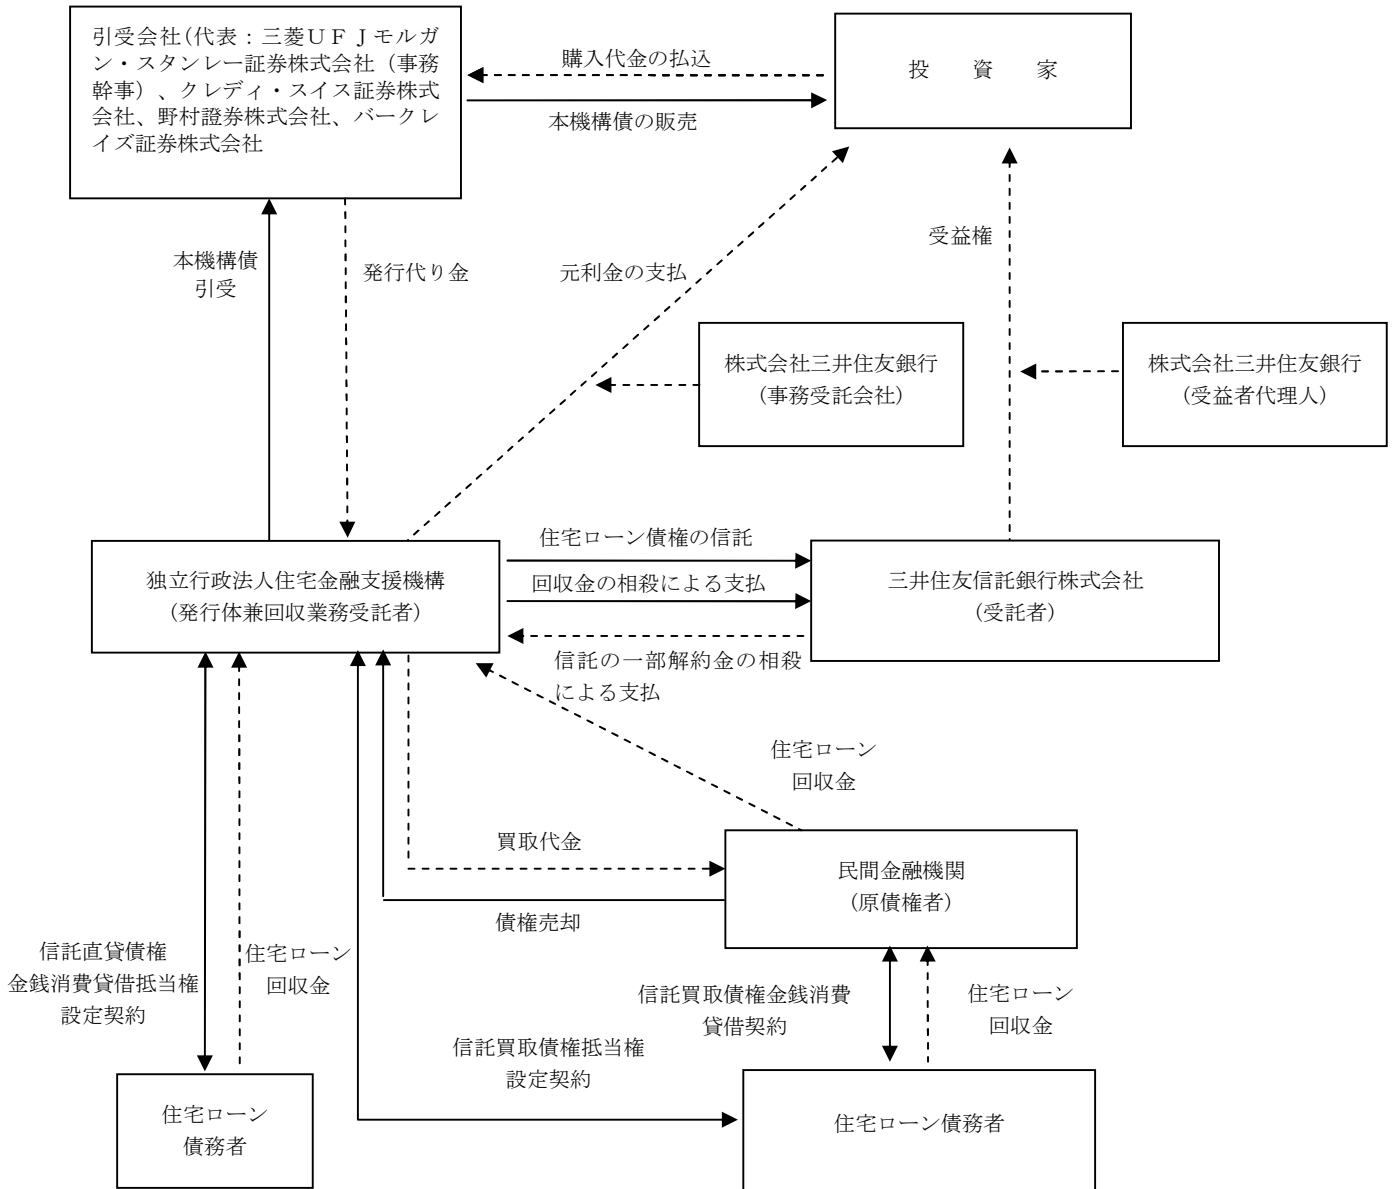 引受会社(代表：三菱ＵＦＪモルガ
ン・スタンレー証券株式会社（事務
幹事）、クレディ・スイス証券株式
会社、野村證券株式会社、バークレ
イズ証券株式会社
購入代金の払込
本機構債の販売
投　資　家
本機構債
引受
発行代り金
元利金の支払
受益権
株式会社三井住友銀行
（事務受託会社）
株式会社三井住友銀行
（受益者代理人）
独立行政法人住宅金融支援機構
（発行体兼回収業務受託者）
住宅ローン債権の信託
回収金の相殺による支払
信託の一部解約金の相殺
による支払
三井住友信託銀行株式会社
（受託者）
住宅ローン
回収金
買取代金
債権売却
民間金融機関
（原債権者）
信託直貸債権
金銭消費貸借抵当権
設定契約
住宅ローン
回収金
信託買取債権金銭消費
貸借契約
住宅ローン
回収金
信託買取債権抵当権
設定契約
住宅ローン
債務者
住宅ローン債務者